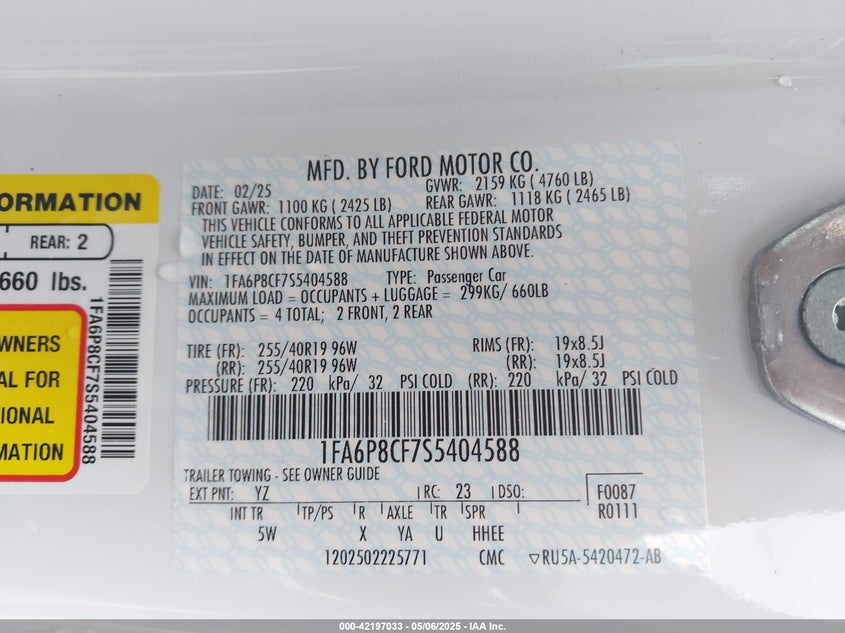 MFD. BY FORD MOTOR CO.
DATE: 02/25 GVWR: 2159 KG ( 4760 LB)
FRONT GAWR: 1100 KG ( 2425 LB) REAR GAWR: 1118 KG ( 2465 LB)
THIS VEHICLE CONFORMS TO ALL APPLICABLE FEDERAL MOTOR
VEHICLE SAFETY, BUMPER, AND THEFT PREVENTION STANDARDS
IN EFFECT ON THE DATE OF MANUFACTURE SHOWN ABOVE.
VIN: 1FA6P8CF7S5404588 TYPE: Passenger Car
MAXIMUM LOAD = OCCUPANTS + LUGGAGE = 299KG/ 660LB
OCCUPANTS = 4 TOTAL; 2 FRONT, 2 REAR
TIRE (FR): 255/40R19 96W RIMS (FR): 19x8.5J
(RR): 255/40R19 96W (RR): 19x8.5J
PRESSURE (FR): 220 kPa/ 32 PSI COLD (RR): 220 kPa/ 32 PSI COLD
1FA6P8CF7S5404588
TRAILER TOWING - SEE OWNER GUIDE
EXT PNT: YZ RC: 23 DSO: F0087
R0111
INT TR TP/PS R AXLE TR SPR
5W X YA U HHEE
1202502225771 CMC ▽RU5A-5420472-AB
ORMATION
REAR: 2
660 lbs.
WNERS
AL FOR
IONAL
MATION
1FA6P8CF7S5404588
000-42197033 - 05/06/2025 - IAA Inc.